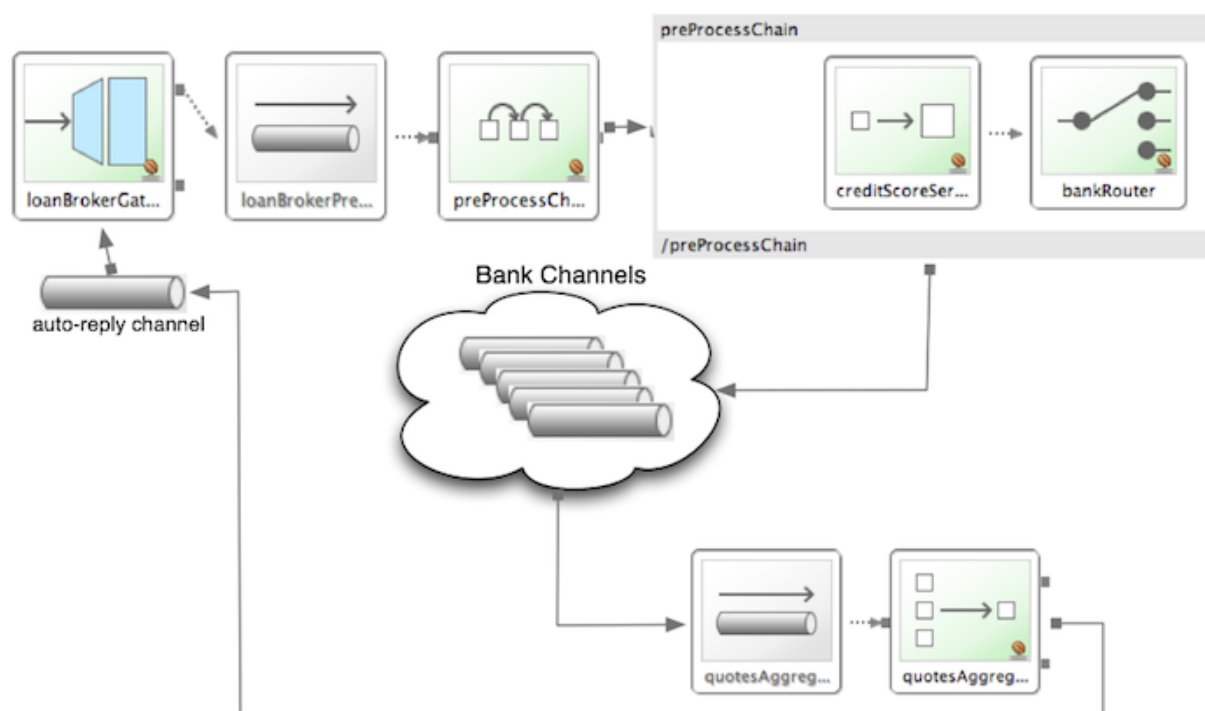 preProcessChain
loanBrokerGat...
loanBrokerPre...
preProcessCh...
creditScoreSer...
bankRouter
/preProcessChain
Bank Channels
auto-reply channel
quotesAggreg...
quotesAggreg...